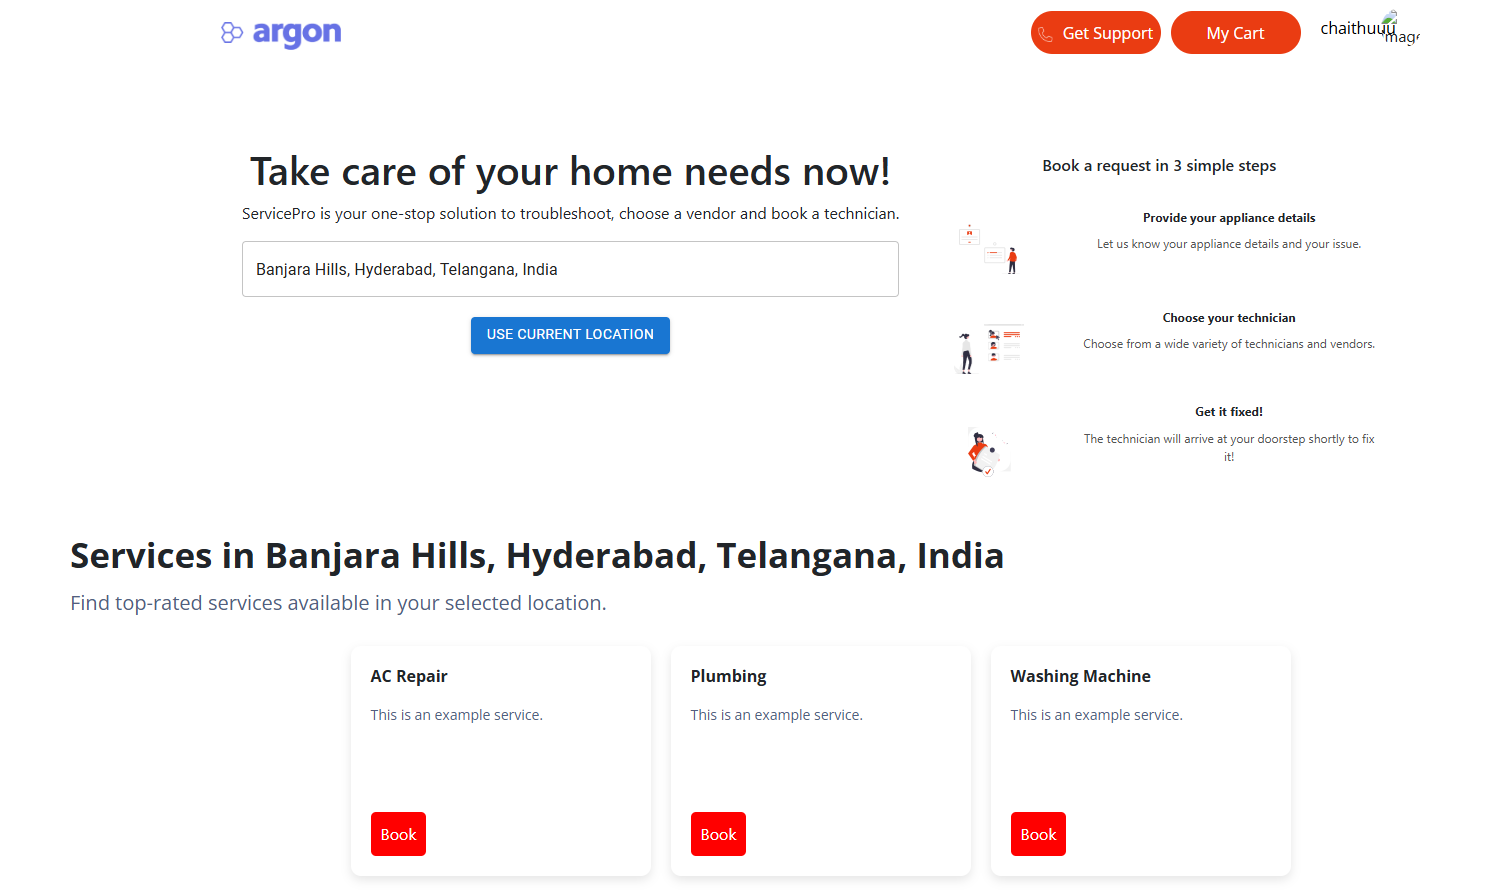 argon
Get Support
My Cart
chaithuuu
Image
Take care of your home needs now!
ServicePro is your one-stop solution to troubleshoot, choose a vendor and book a technician.
Banjara Hills, Hyderabad, Telangana, India
USE CURRENT LOCATION
Book a request in 3 simple steps
Provide your appliance details
Let us know your appliance details and your issue.
Choose your technician
Choose from a wide variety of technicians and vendors.
Get it fixed!
The technician will arrive at your doorstep shortly to fix
it!
Services in Banjara Hills, Hyderabad, Telangana, India
Find top-rated services available in your selected location.
AC Repair
This is an example service.
Book
Plumbing
This is an example service.
Book
Washing Machine
This is an example service.
Book